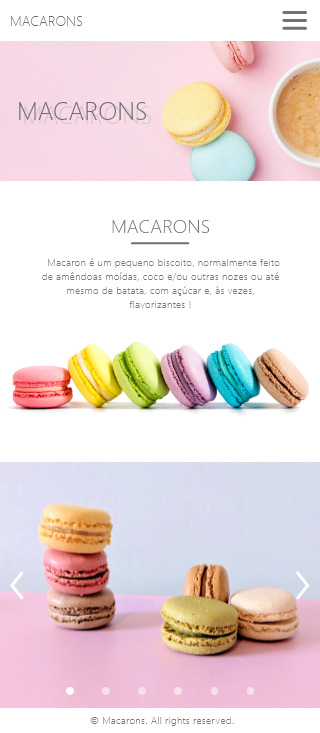 MACARONS
MACARONS
MACARONS
Macaron é um pequeno biscoito, normalmente feito
de amêndoas moídas, coco e/ou outras nozes ou até
mesmo de batata, com açúcar e, às vezes,
flavorizantes !
© Macarons. All rights reserved.